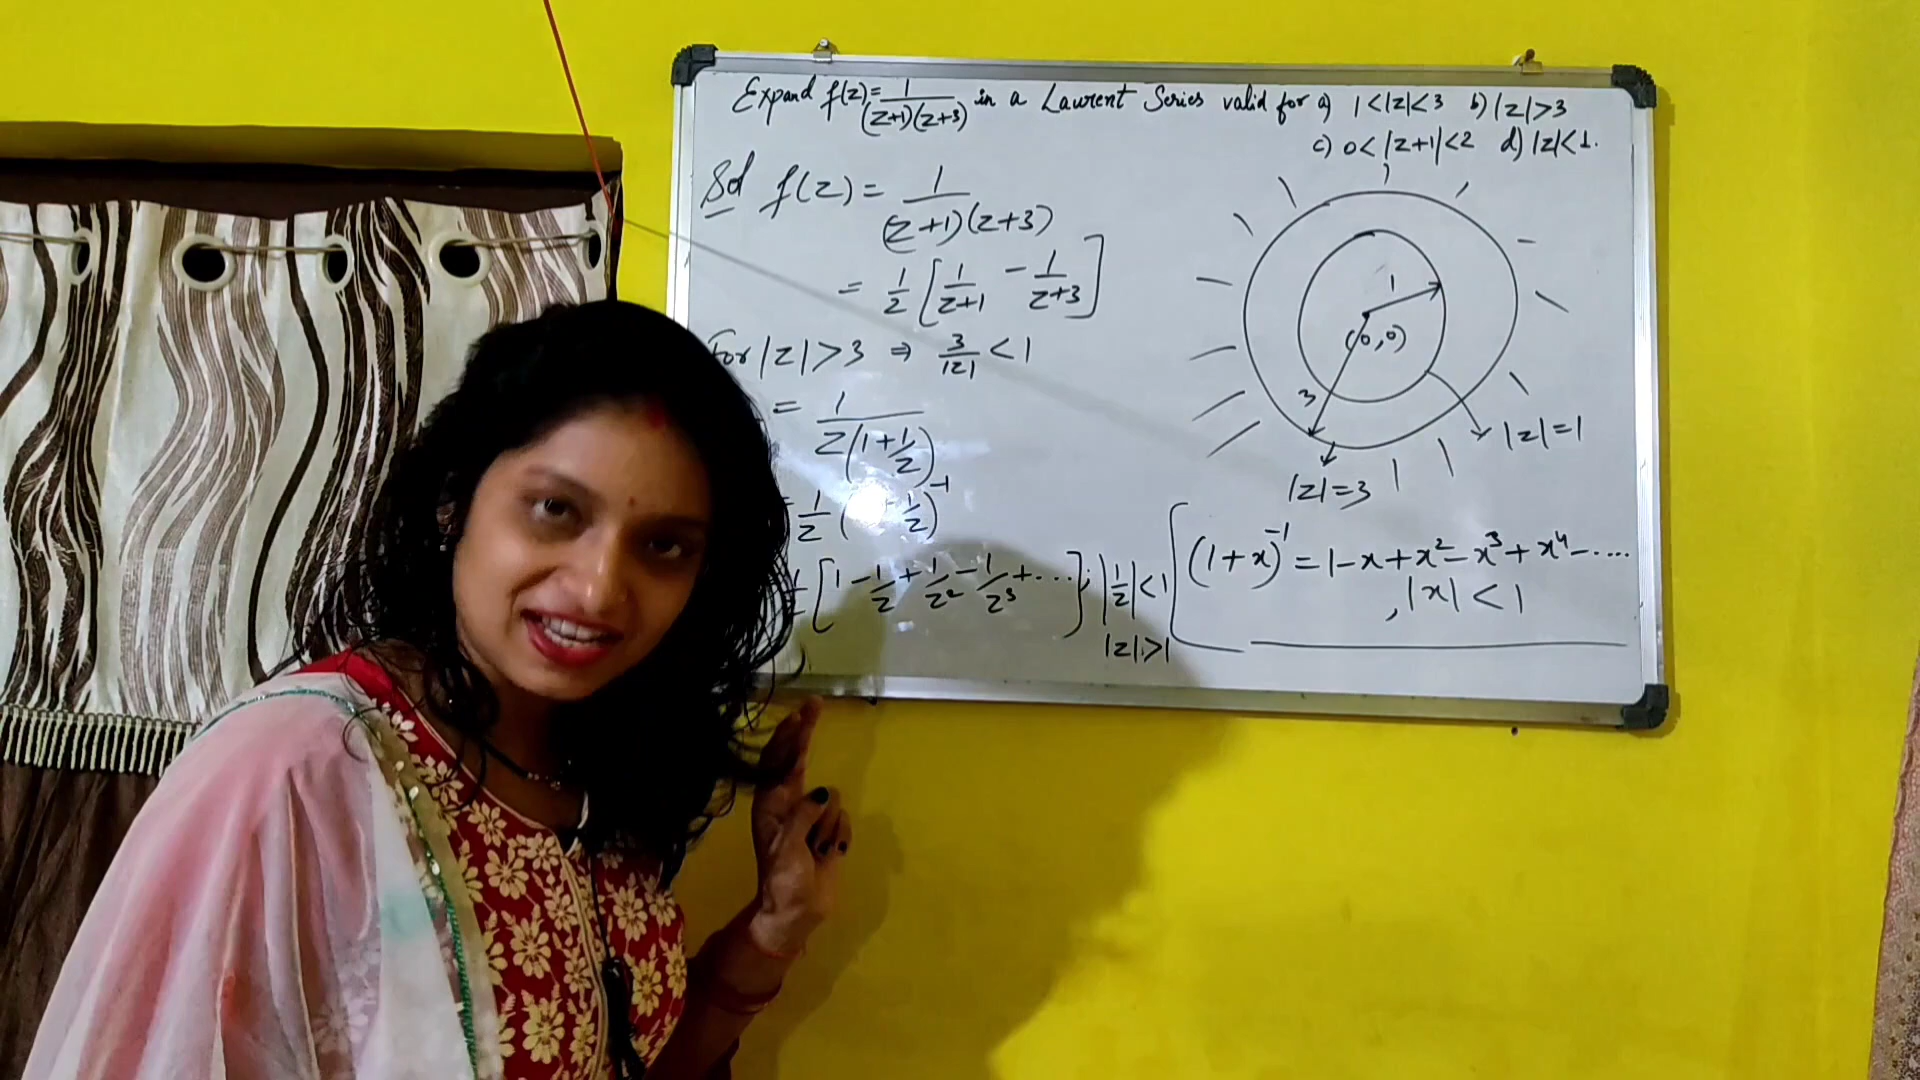 Expand f(z)= 1/(z+1)(z+3) in a Laurent Series valid for a) 1<|z|<3 b) |z|>3
c) 0<|z+1|<2 d) |z|<1.
Sol f(z)= 1/(z+1)(z+3)
= 1/2 [1/z+1 - 1/z+3]
For |z|>3 ⇒ 3/|z| <1
= 1/z(1+1/z)
= 1/z ( 1/z)^-1
[1-1/z+1/z²-1/z³+....]; |1/z|<1
|z|>1
1
(0,0)
3
|z|=1
|z|=3
(1+x)^-1 = 1-x+x²-x³+x⁴-....
, |x|<1